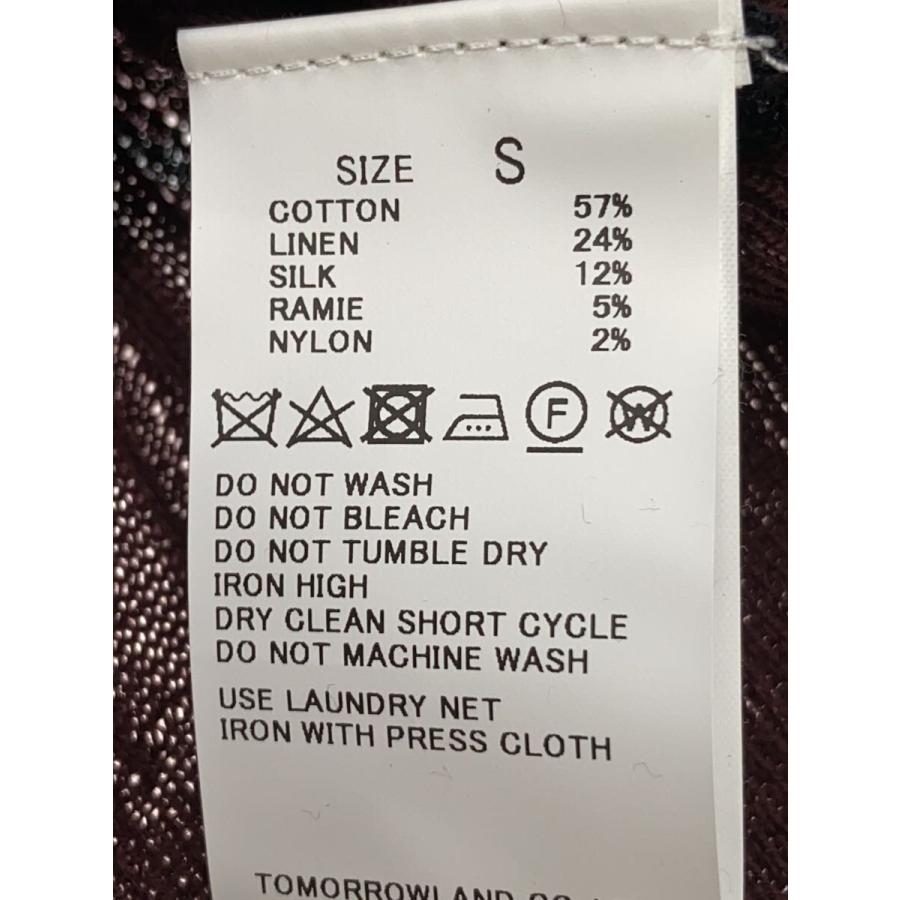 SIZE S
COTTON 57%
LINEN 24%
SILK 12%
RAMIE 5%
NYLON 2%
F W
DO NOT WASH
DO NOT BLEACH
DO NOT TUMBLE DRY
IRON HIGH
DRY CLEAN SHORT CYCLE
DO NOT MACHINE WASH
USE LAUNDRY NET
IRON WITH PRESS CLOTH
TOMORROWLAND